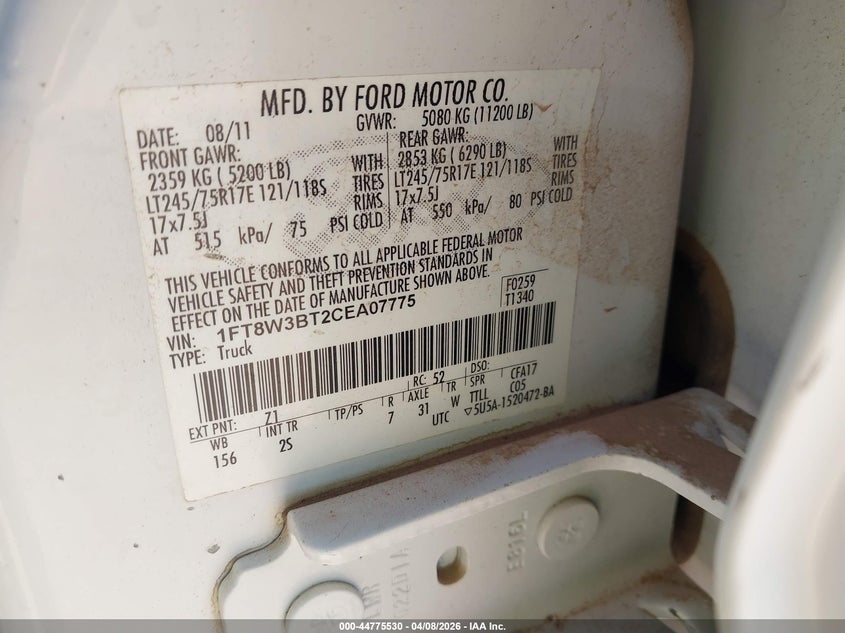 MFD. BY FORD MOTOR CO.
DATE: 08/11 GVWR: 5080 KG (11200 LB)
FRONT GAWR: REAR GAWR:
2359 KG ( 5200 LB) WITH 2853 KG ( 6290 LB) WITH
LT245/75R17E 121/118S TIRES LT245/75R17E 121/118S TIRES
17x7.5J RIMS 17x7.5J RIMS
AT 515 kPa/ 75 PSI COLD AT 550 kPa/ 80 PSI COLD
THIS VEHICLE CONFORMS TO ALL APPLICABLE FEDERAL MOTOR
VEHICLE SAFETY AND THEFT PREVENTION STANDARDS IN
EFFECT ON THE DATE OF MANUFACTURE SHOWN ABOVE.
VIN: 1FT8W3BT2CEA07775
TYPE: Truck
F0259
T1340
EXT PNT: Z1 RC: 52 DSO:
WB INT TR TP/PS R AXLE TR SPR CFA17
156 2S 7 31 W TTLL C05
UTC ▽5U5A-1520472-BA
E816L
000-44775530 - 04/08/2026 - IAA Inc.